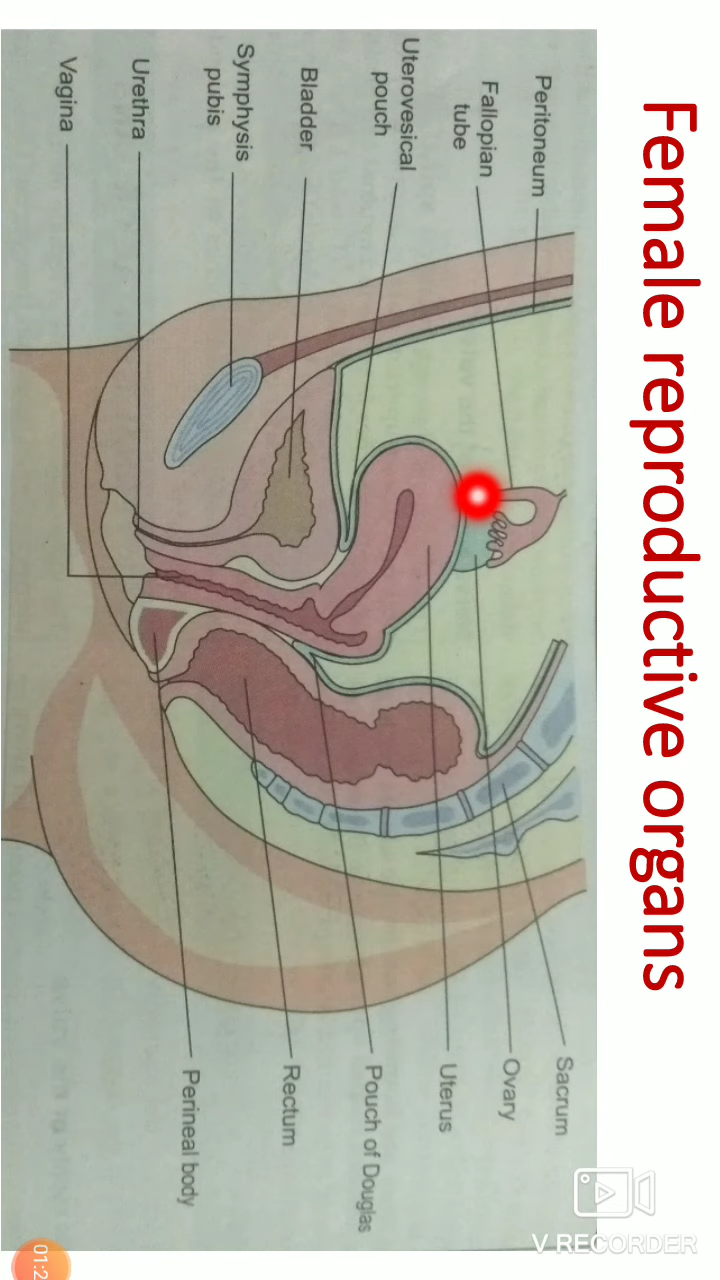 Female reproductive organs
Peritoneum
Fallopian
tube
Uterovesical
pouch
Bladder
Symphysis
pubis
Urethra
Vagina
Sacrum
Ovary
Uterus
Pouch of Douglas
Rectum
Perineal body
V RECORDER